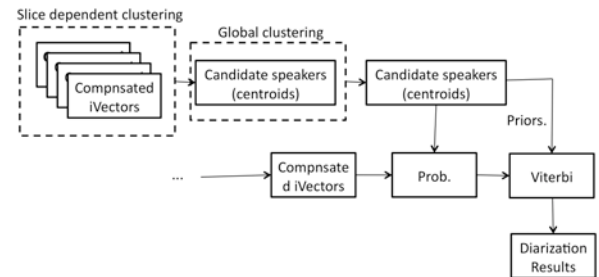 Slice dependent clustering
Global clustering
Compnsated
iVectors
Candidate speakers
(centroids)
Candidate speakers
(centroids)
Priors.
...
Compnsate
d iVectors
Prob.
Viterbi
Diarization
Results